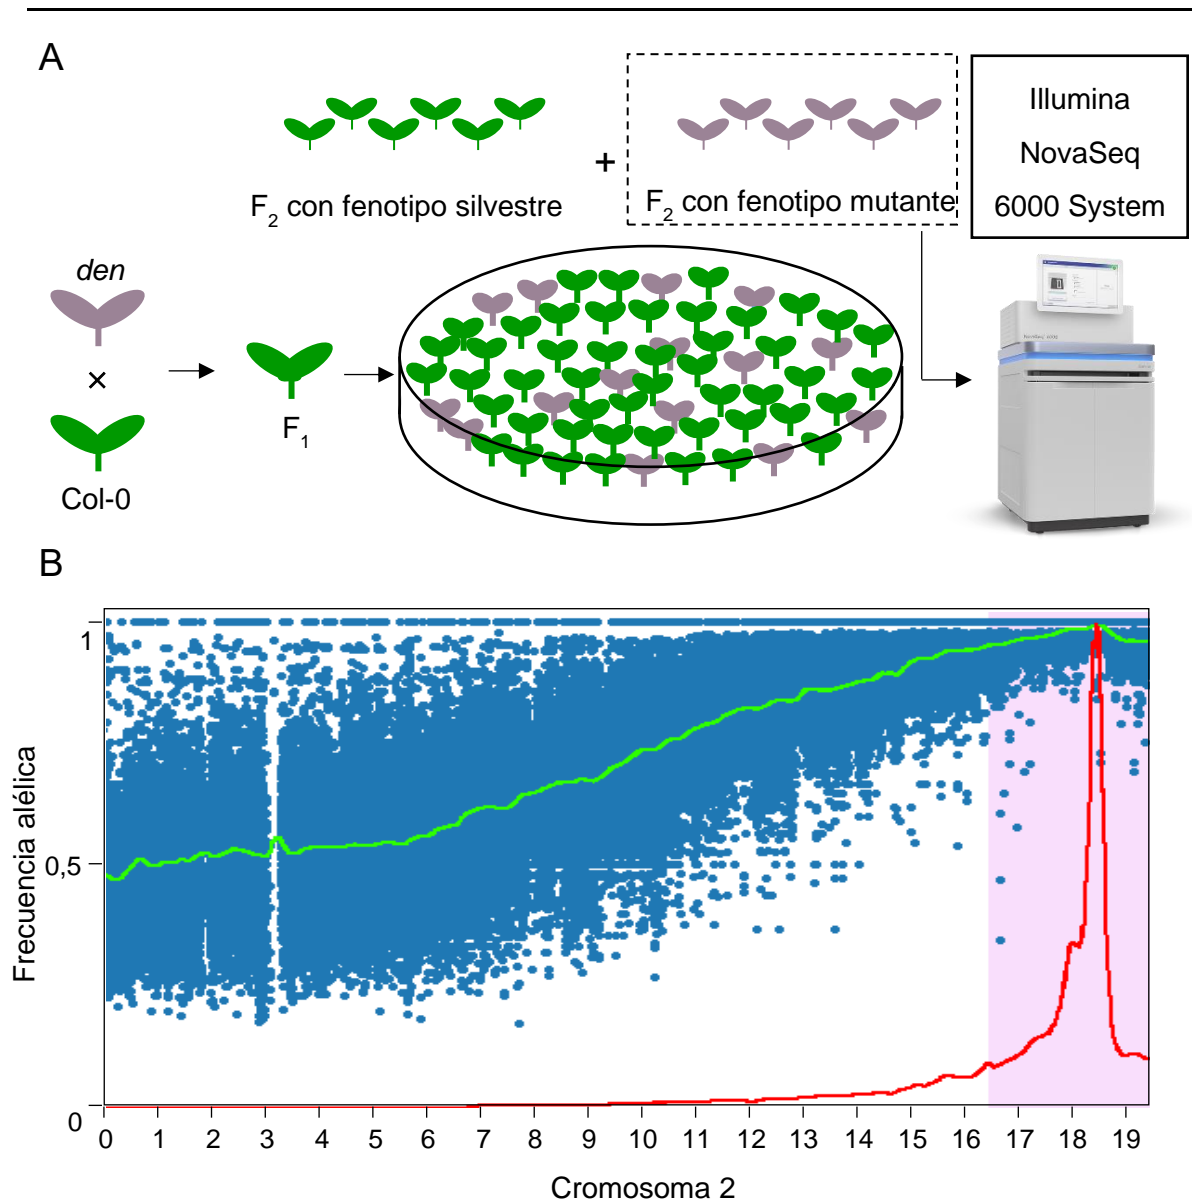 A
Illumina
NovaSeq
6000 System
+
F2 con fenotipo silvestre
F2 con fenotipo mutante
den
×
Col-0
F1
B
Frecuencia alélica
1
0,5
0
0 1 2 3 4 5 6 7 8 9 10 11 12 13 14 15 16 17 18 19
Cromosoma 2